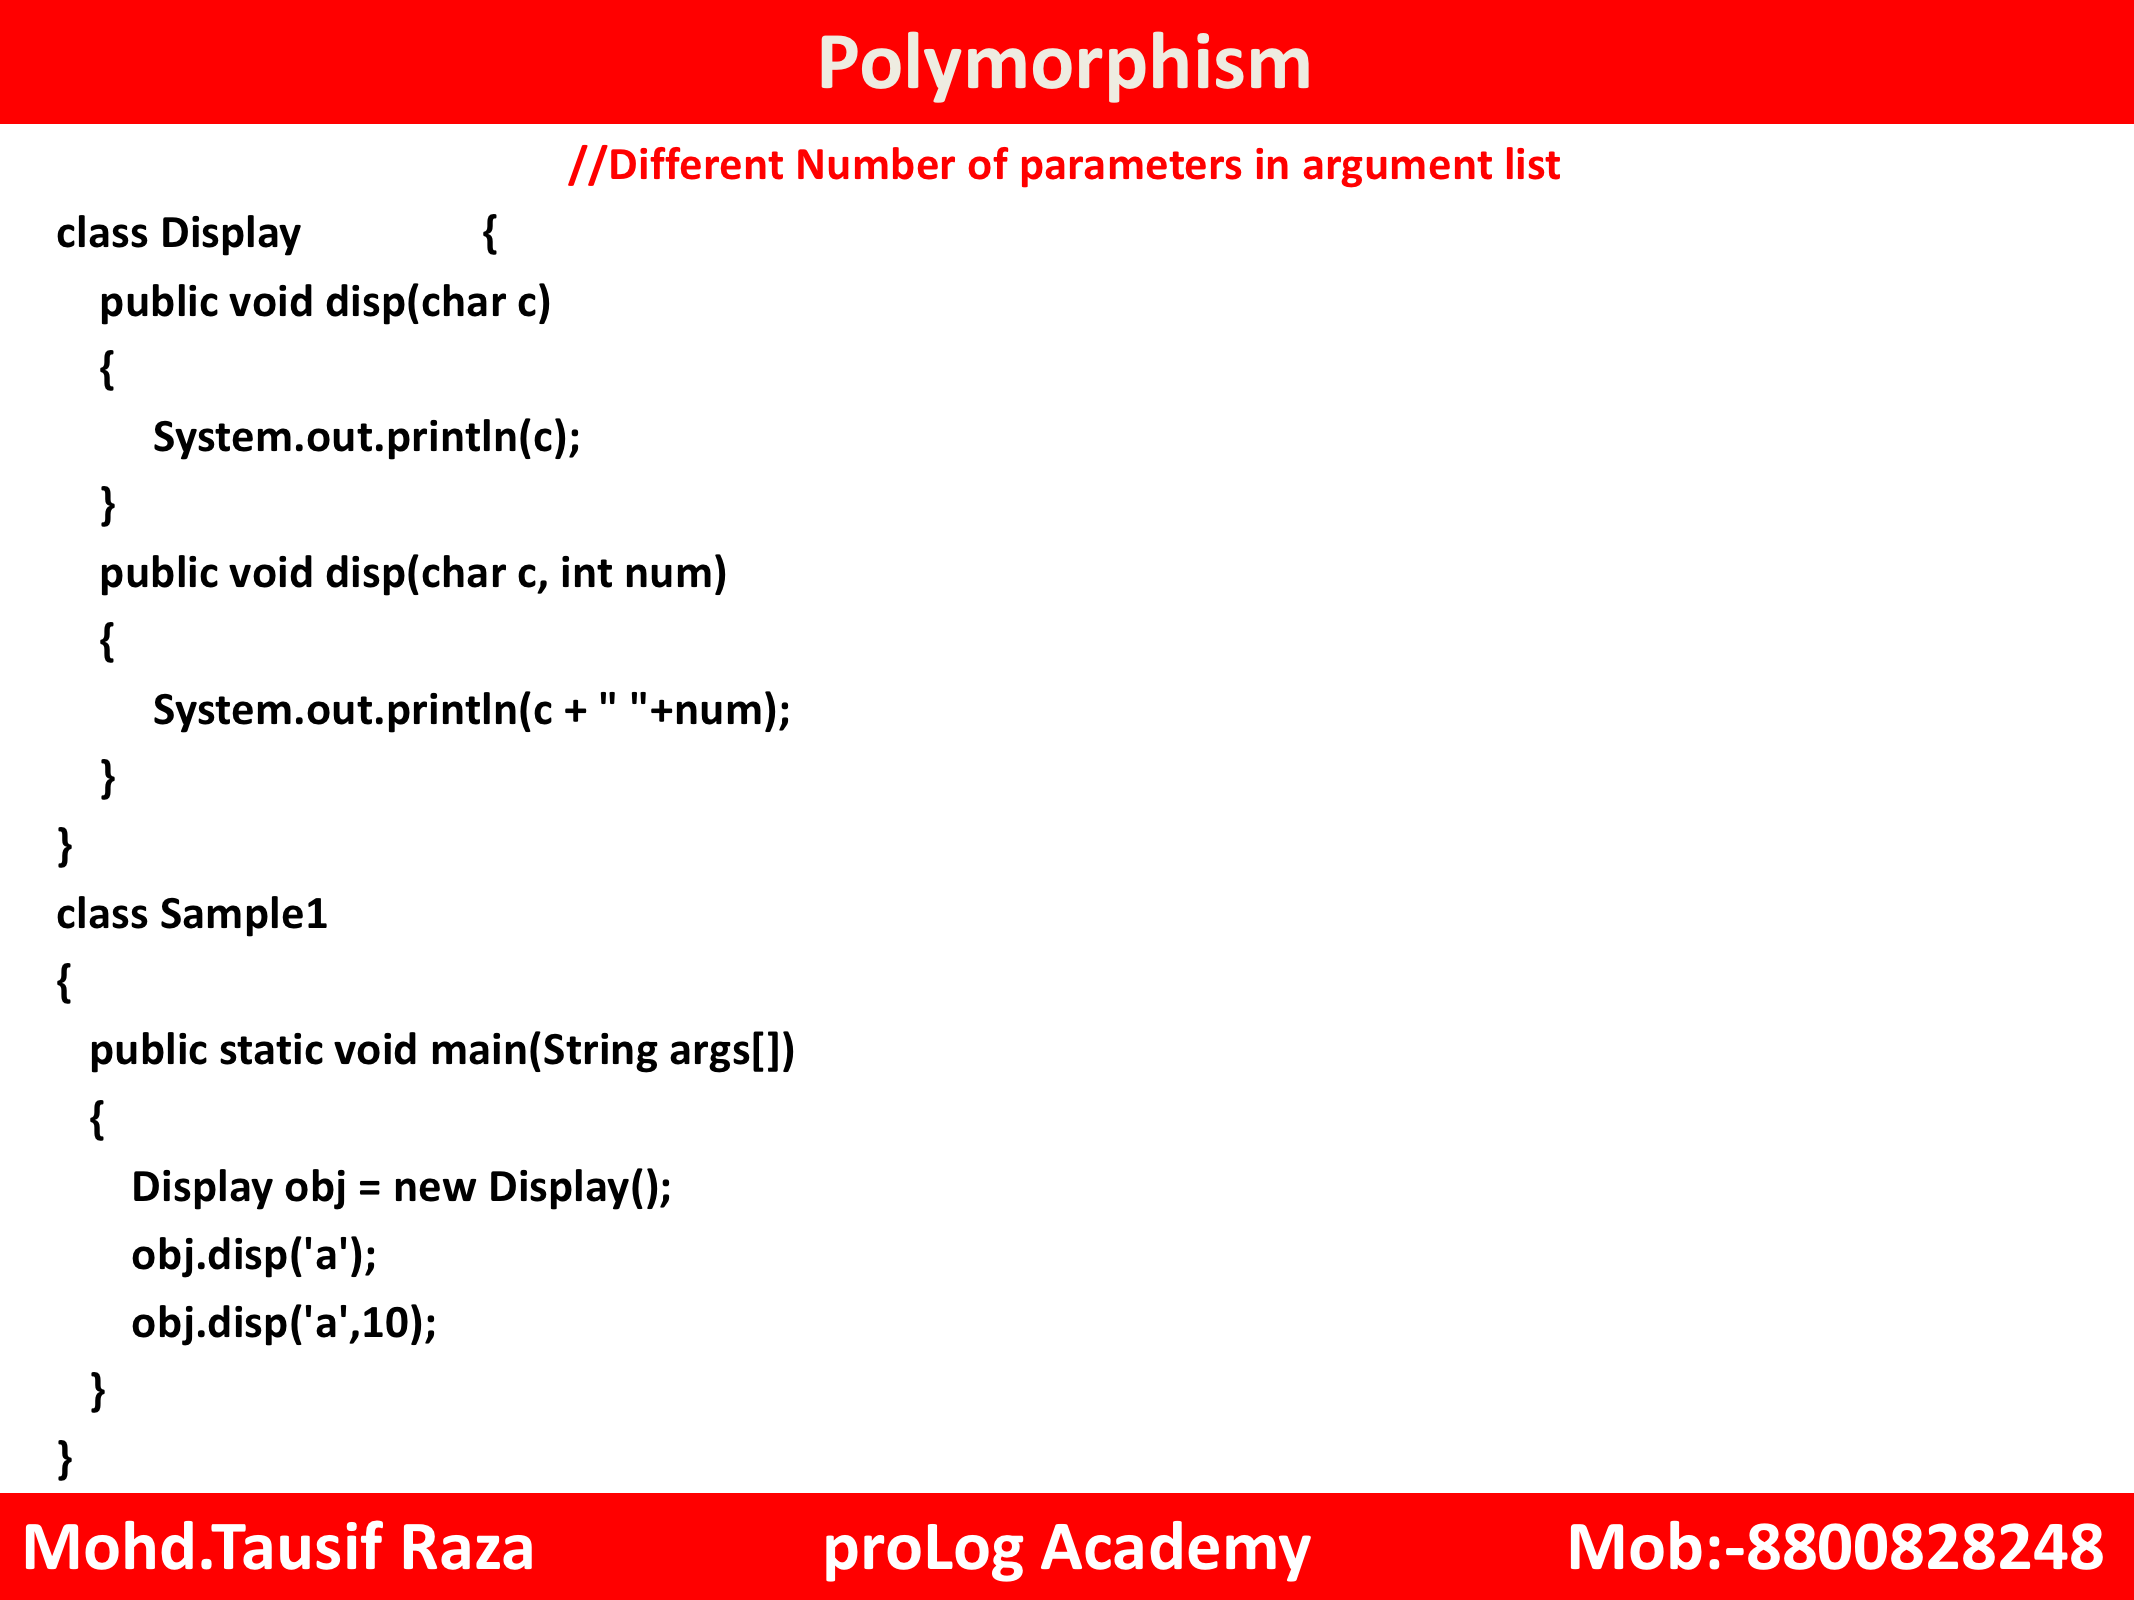 Polymorphism
//Different Number of parameters in argument list
class Display {
public void disp(char c)
{
System.out.println(c);
}
public void disp(char c, int num)
{
System.out.println(c + " "+num);
}
}
class Sample1
{
public static void main(String args[])
{
Display obj = new Display();
obj.disp('a');
obj.disp('a',10);
}
}
Mohd.Tausif Raza proLog Academy Mob:-8800828248